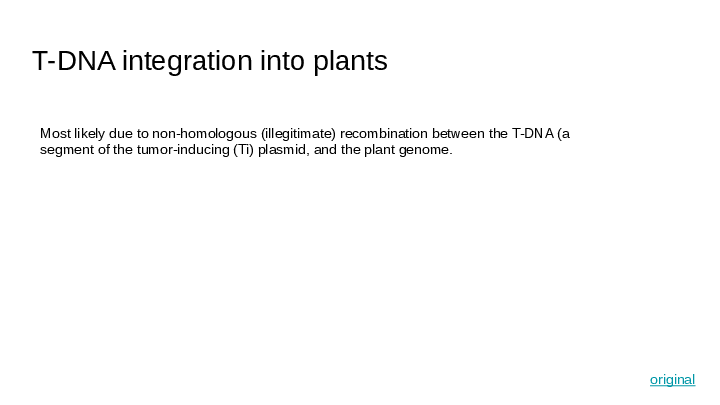 T-DNA integration into plants
Most likely due to non-homologous (illegitimate) recombination between the T-DNA (a
segment of the tumor-inducing (Ti) plasmid, and the plant genome.
original